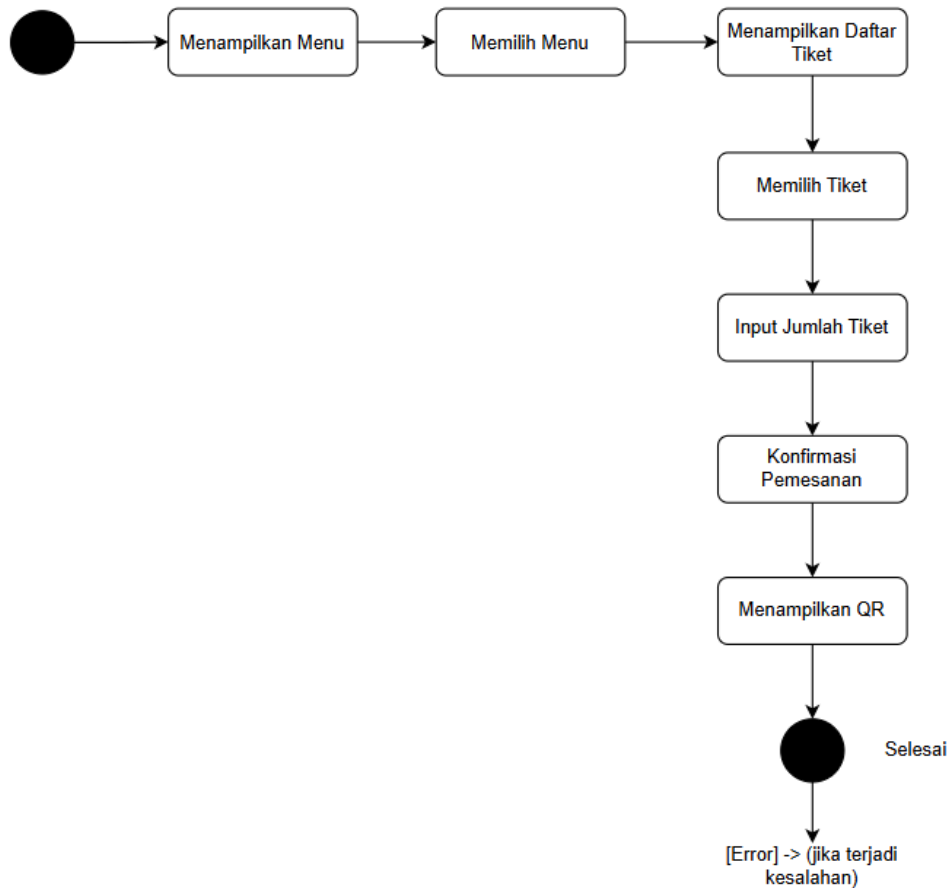 Menampilkan Menu
Memilih Menu
Menampilkan Daftar
Tiket
Memilih Tiket
Input Jumlah Tiket
Konfirmasi
Pemesanan
Menampilkan QR
Selesai
[Error] -> (jika terjadi
kesalahan)